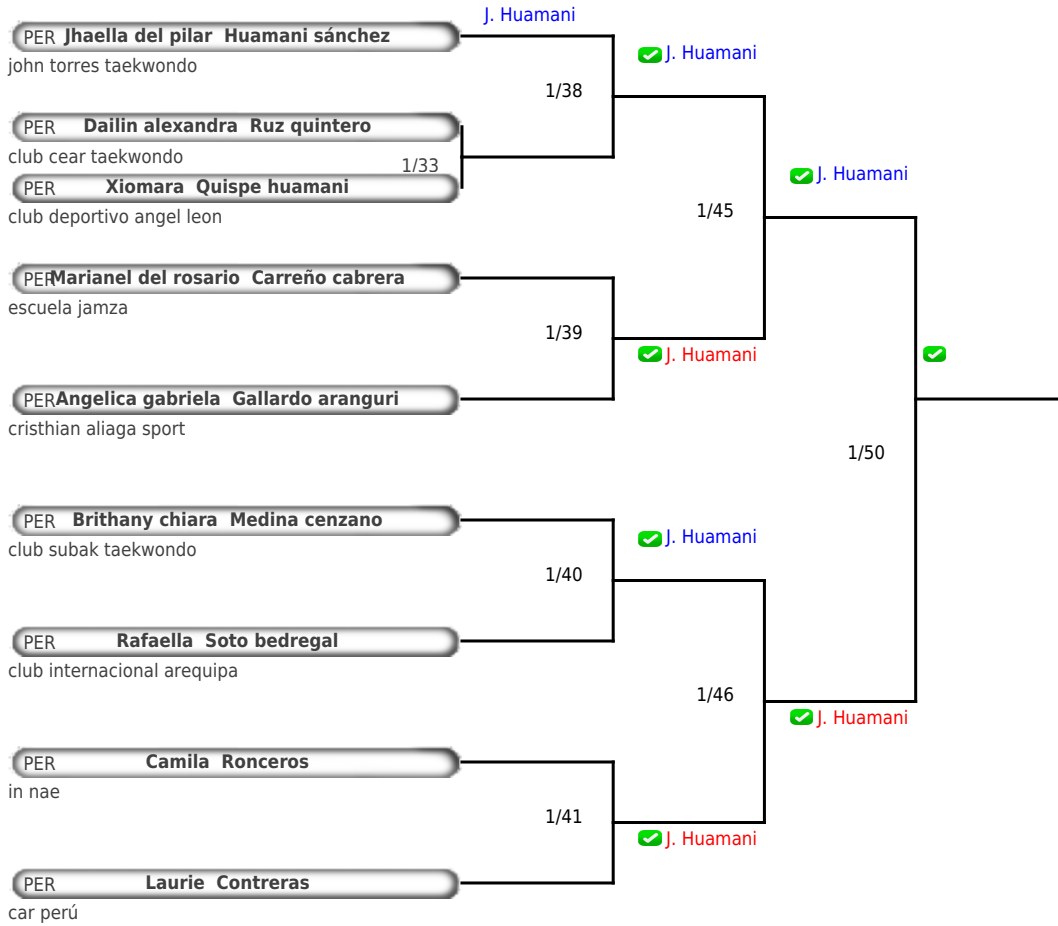 J. Huamani
PER Jhaella del pilar Huamani sánchez
john torres taekwondo
J. Huamani
1/38
PER Dailin alexandra Ruz quintero
club cear taekwondo
1/33
J. Huamani
PER Xiomara Quispe huamani
club deportivo angel leon
1/45
PER Marianel del rosario Carreño cabrera
escuela jamza
1/39
J. Huamani
PER Angelica gabriela Gallardo aranguri
cristhian aliaga sport
1/50
PER Brithany chiara Medina cenzano
club subak taekwondo
J. Huamani
1/40
PER Rafaella Soto bedregal
club internacional arequipa
1/46
J. Huamani
PER Camila Ronceros
in nae
1/41
J. Huamani
PER Laurie Contreras
car perú